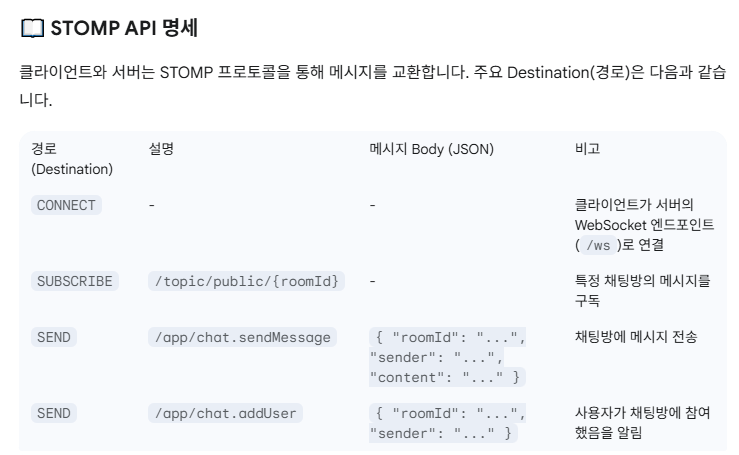 📖 STOMP API 명세
클라이언트와 서버는 STOMP 프로토콜을 통해 메시지를 교환합니다. 주요 Destination(경로)은 다음과 같습
니다.
경로 설명 메시지 Body (JSON) 비고
(Destination)
CONNECT - - 클라이언트가 서버의
WebSocket 엔드포인트
( /ws )로 연결
SUBSCRIBE /topic/public/{roomId} - 특정 채팅방의 메시지를
구독
SEND /app/chat.sendMessage { "roomId": "...", 채팅방에 메시지 전송
"sender": "...",
"content": "..." }
SEND /app/chat.addUser { "roomId": "...", 사용자가 채팅방에 참여
"sender": "..." } 했음을 알림